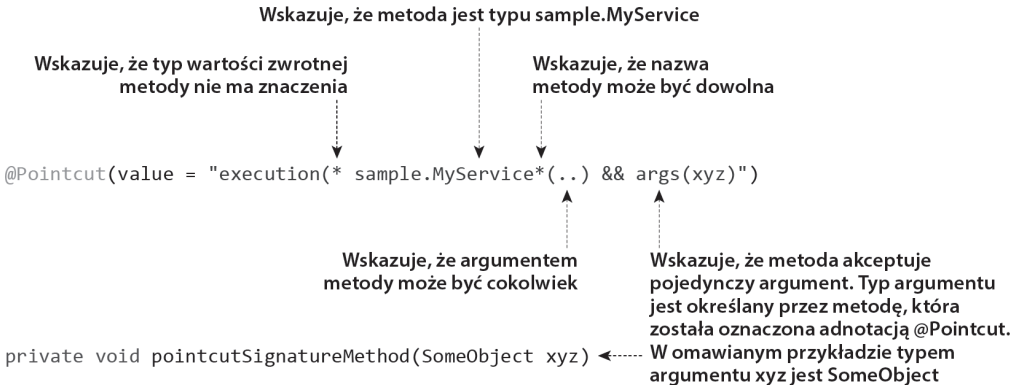 Wskazuje, że metoda jest typu sample.MyService
Wskazuje, że typ wartości zwrotnej
metody nie ma znaczenia
Wskazuje, że nazwa
metody może być dowolna
@Pointcut(value = "execution(* sample.MyService*(..) && args(xyz)")
Wskazuje, że argumentem
metody może być cokolwiek
Wskazuje, że metoda akceptuje
pojedynczy argument. Typ argumentu
jest określany przez metodę, która
została oznaczona adnotacją @Pointcut.
W omawianym przykładzie typem
argumentu xyz jest SomeObject
private void pointcutSignatureMethod(SomeObject xyz)